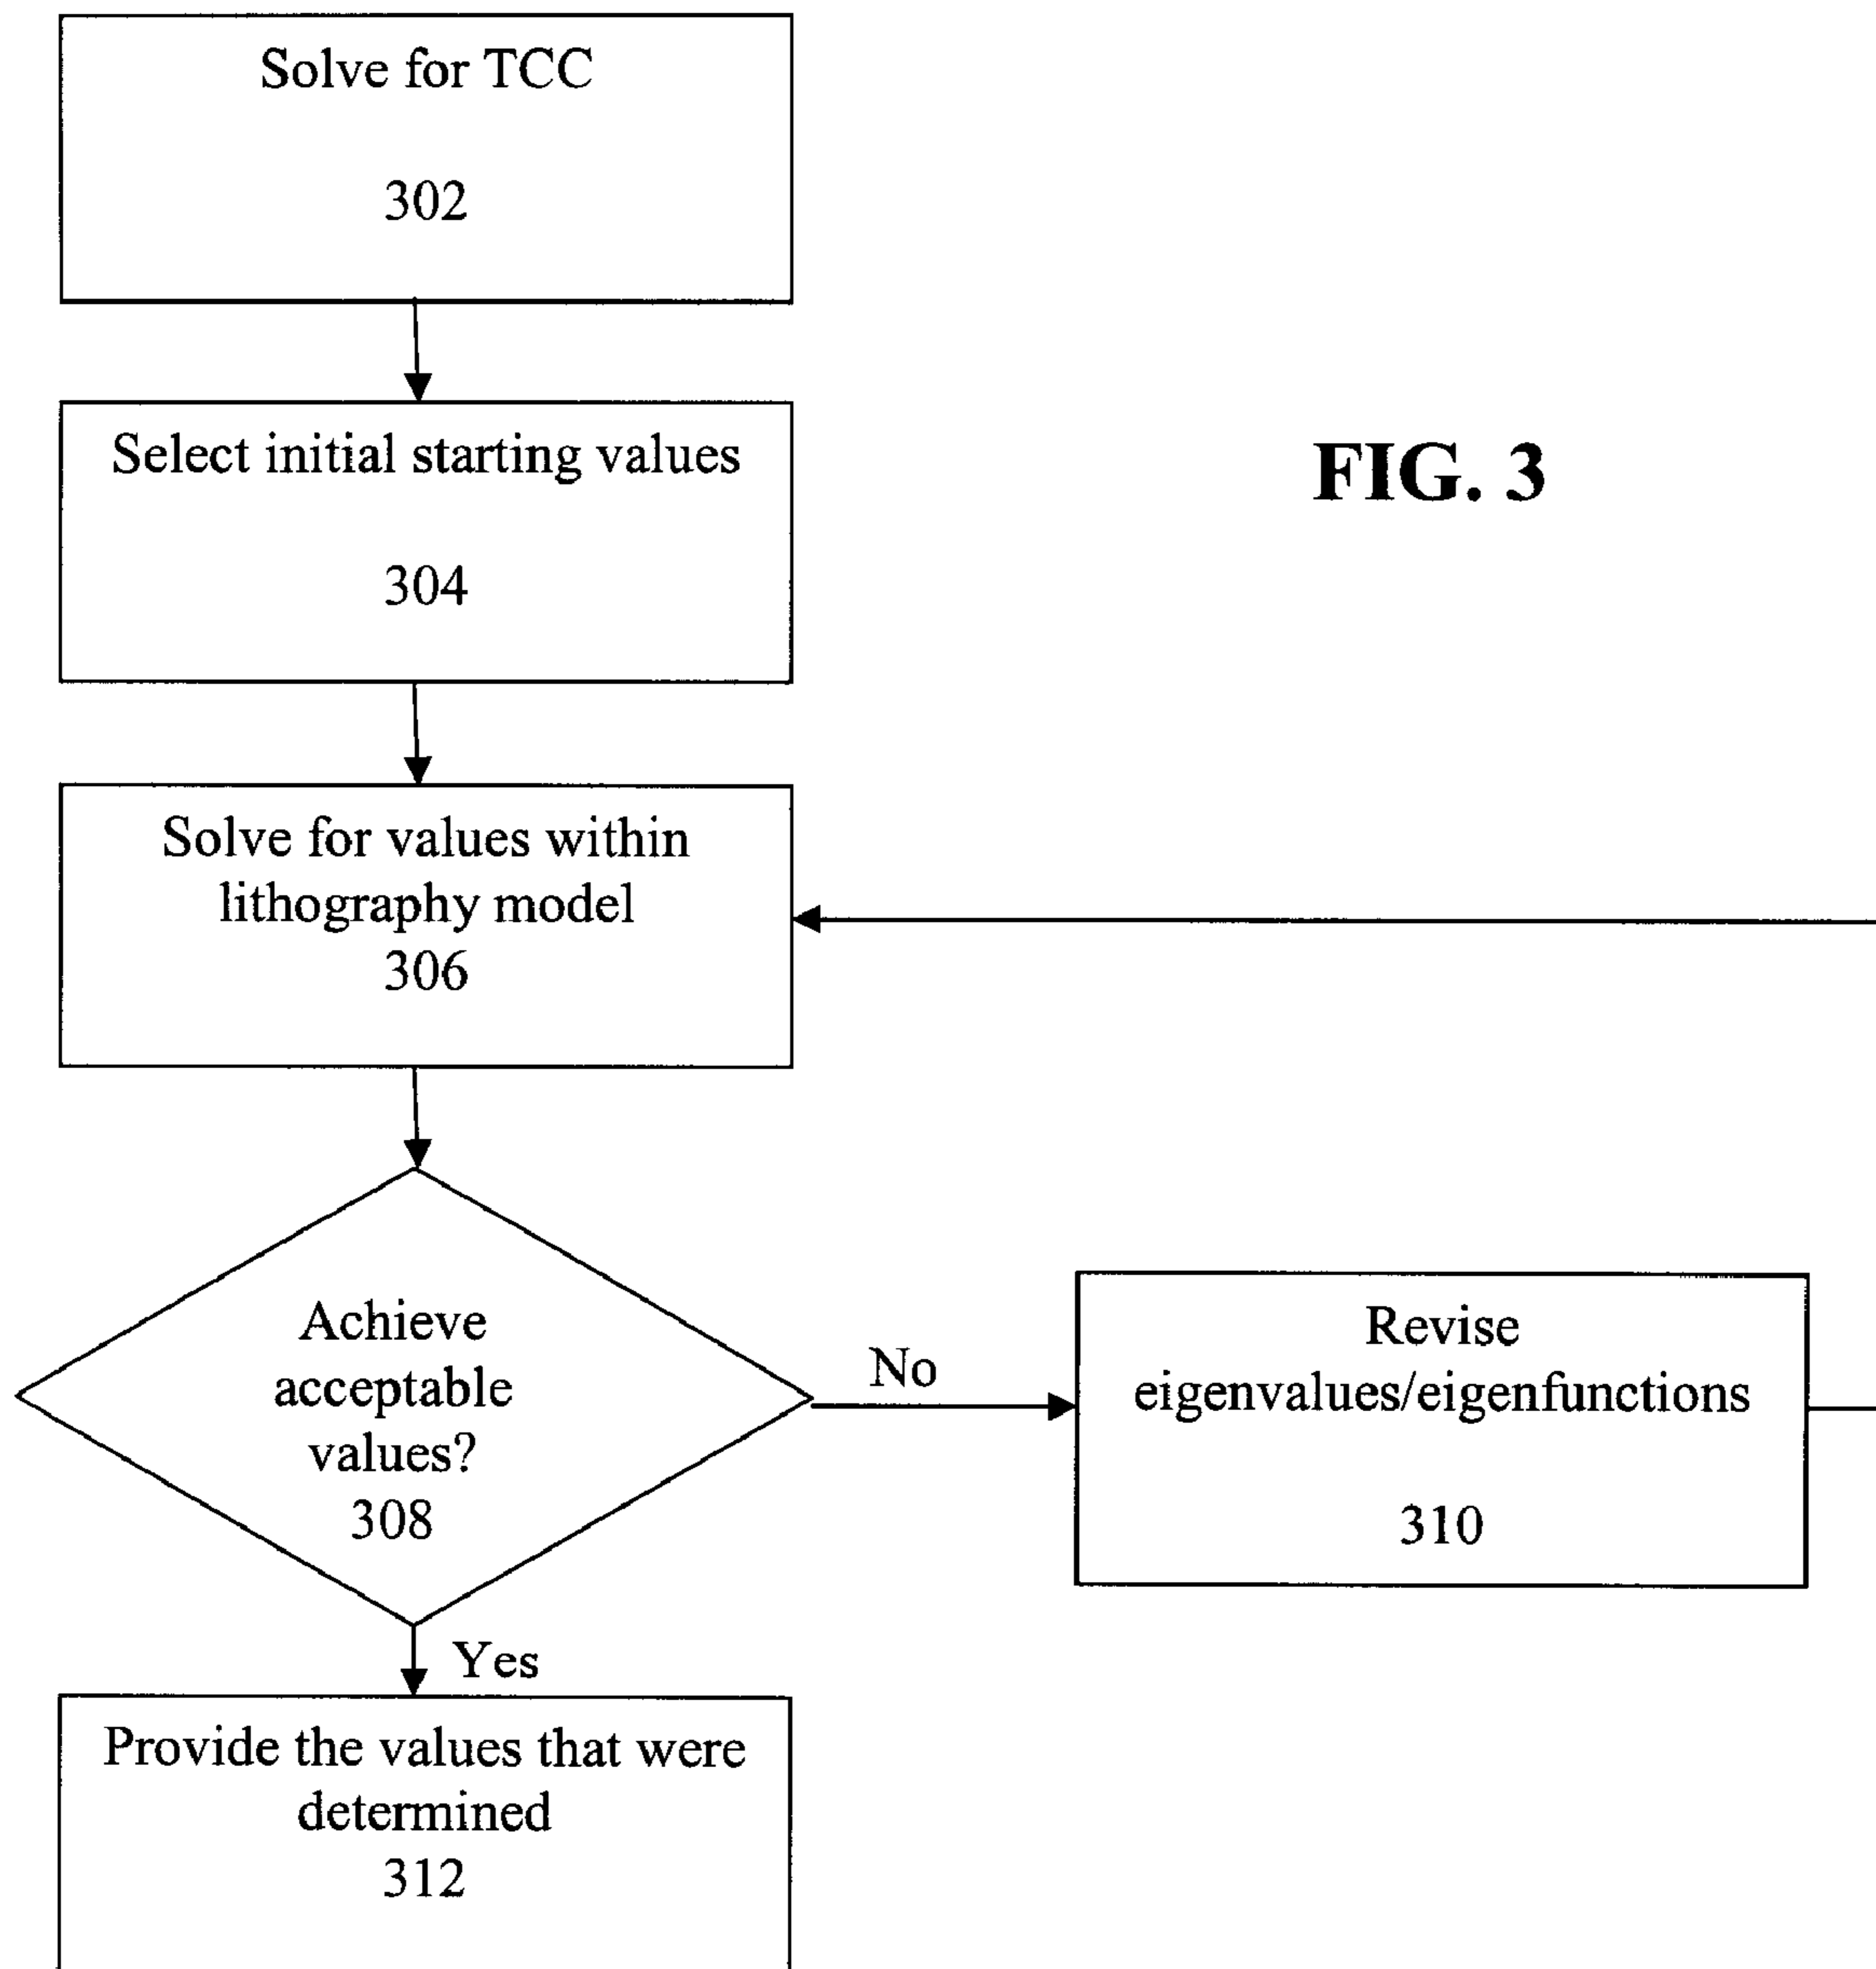 Solve for TCC
302
Select initial starting values
304
FIG. 3
Solve for values within
lithography model
306
Achieve
acceptable
values?
308
No
Revise
eigenvalues/eigenfunctions
310
Yes
Provide the values that were
determined
312